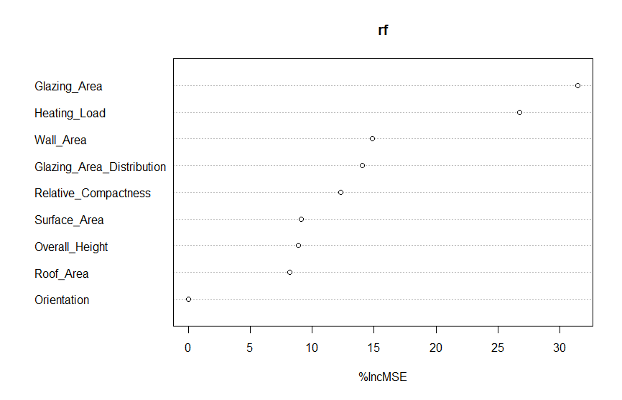 rf
Glazing_Area
Heating_Load
Wall_Area
Glazing_Area_Distribution
Relative_Compactness
Surface_Area
Overall_Height
Roof_Area
Orientation
0 5 10 15 20 25 30
%IncMSE